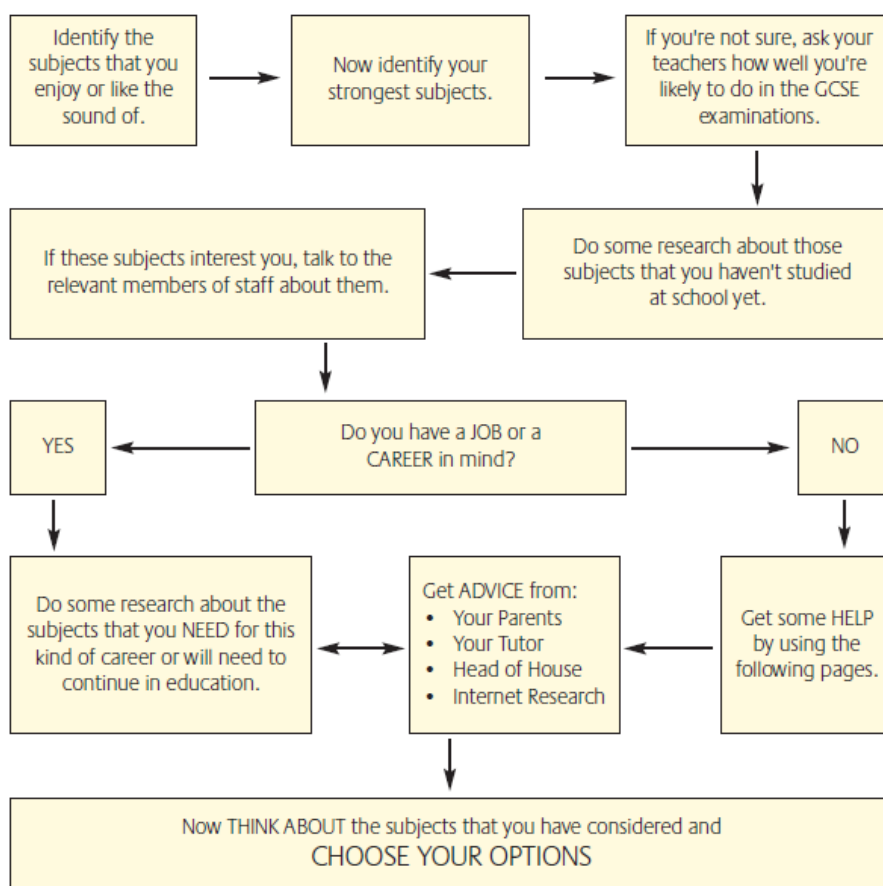 Identify the
subjects that you
enjoy or like the
sound of.
Now identify your
strongest subjects.
If you're not sure, ask your
teachers how well you're
likely to do in the GCSE
examinations.
Do some research about those
subjects that you haven't studied
at school yet.
If these subjects interest you, talk to the
relevant members of staff about them.
Do you have a JOB or a
CAREER in mind?
YES
NO
Do some research about the
subjects that you NEED for this
kind of career or will need to
continue in education.
Get ADVICE from:
• Your Parents
• Your Tutor
• Head of House
• Internet Research
Get some HELP
by using the
following pages.
Now THINK ABOUT the subjects that you have considered and
CHOOSE YOUR OPTIONS